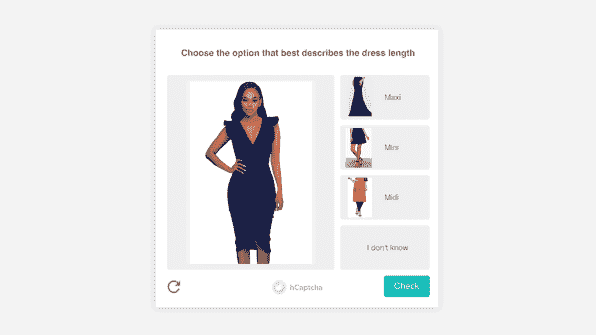 Choose the option that best describes the dress length
Maxi
Mini
Midi
I don't know
hCaptcha
Check